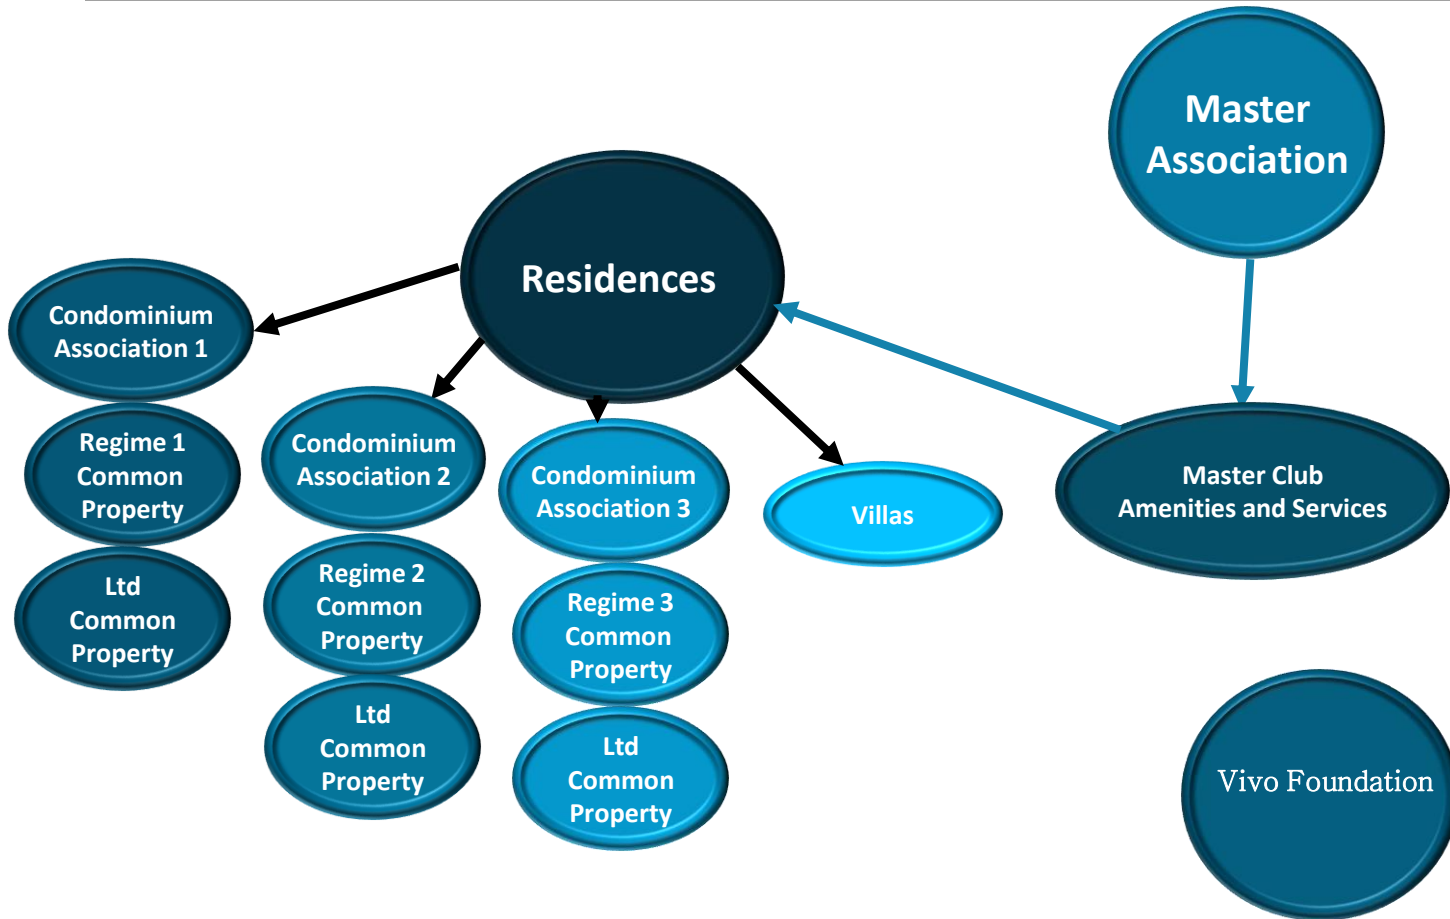 Master
Association
Residences
Condominium
Association 1
Regime 1
Common
Property
Ltd
Common
Property
Condominium
Association 2
Regime 2
Common
Property
Ltd
Common
Property
Condominium
Association 3
Regime 3
Common
Property
Ltd
Common
Property
Villas
Master Club
Amenities and Services
Vivo Foundation